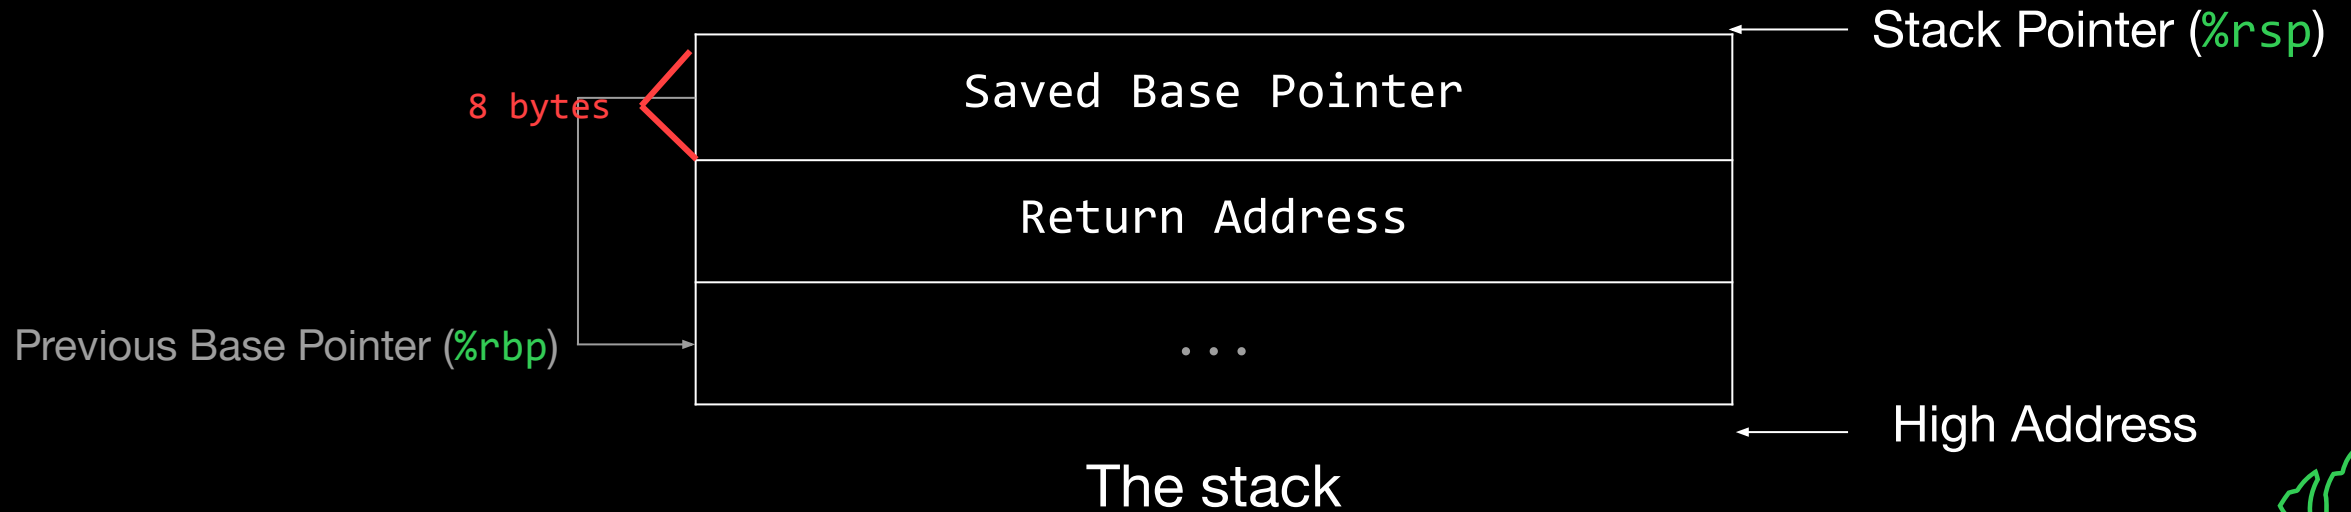 Stack Pointer (%rsp)
8 bytes
Saved Base Pointer
Return Address
Previous Base Pointer (%rbp)
...
High Address
The stack